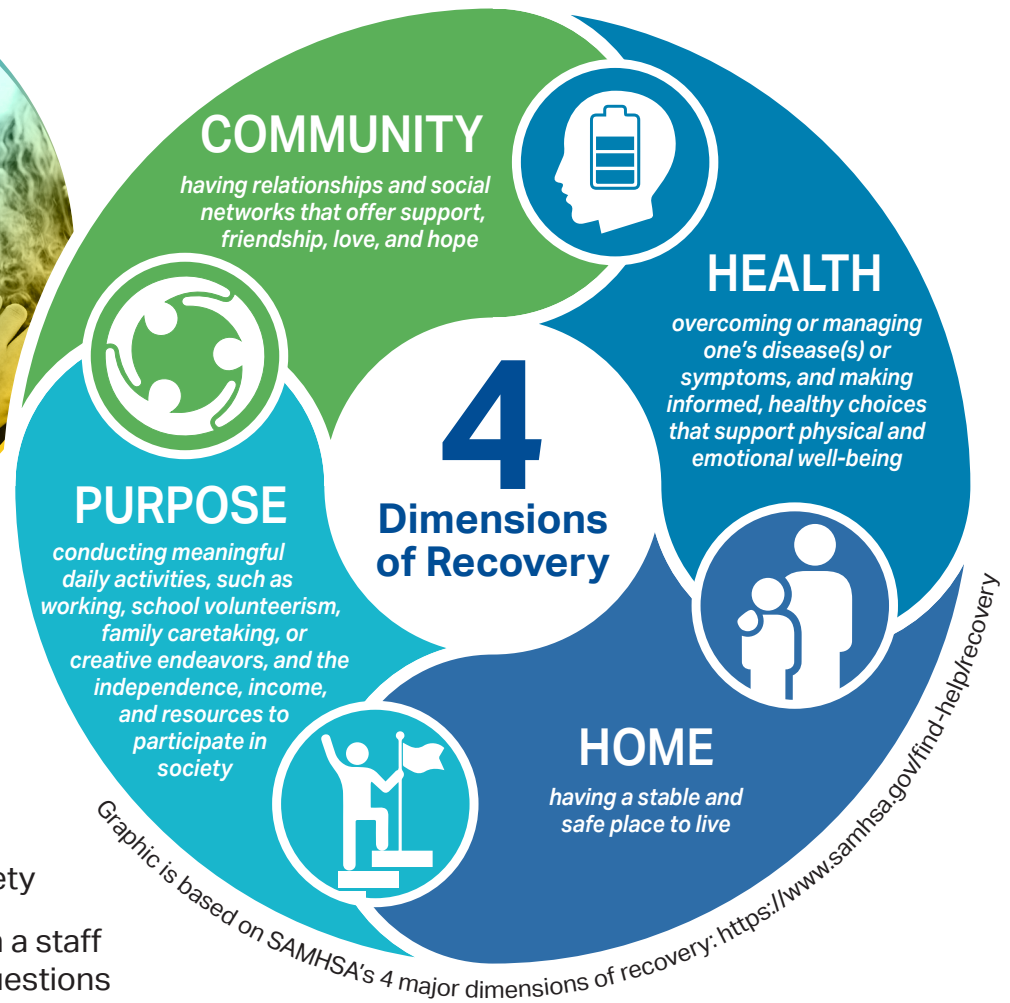 COMMUNITY
having relationships and social
networks that offer support,
friendship, love, and hope
HEALTH
overcoming or managing
one's disease(s) or
symptoms, and making
informed, healthy choices
that support physical and
emotional well-being
4
Dimensions
of Recovery
PURPOSE
conducting meaningful
daily activities, such as
working, school volunteerism,
family caretaking, or
creative endeavors, and the
independence, income,
and resources to
participate in
society
HOME
having a stable and
safe place to live
Graphic is based on SAMHSA's 4 major dimensions of recovery: https://www.samhsa.gov/find-help/recovery
a staff